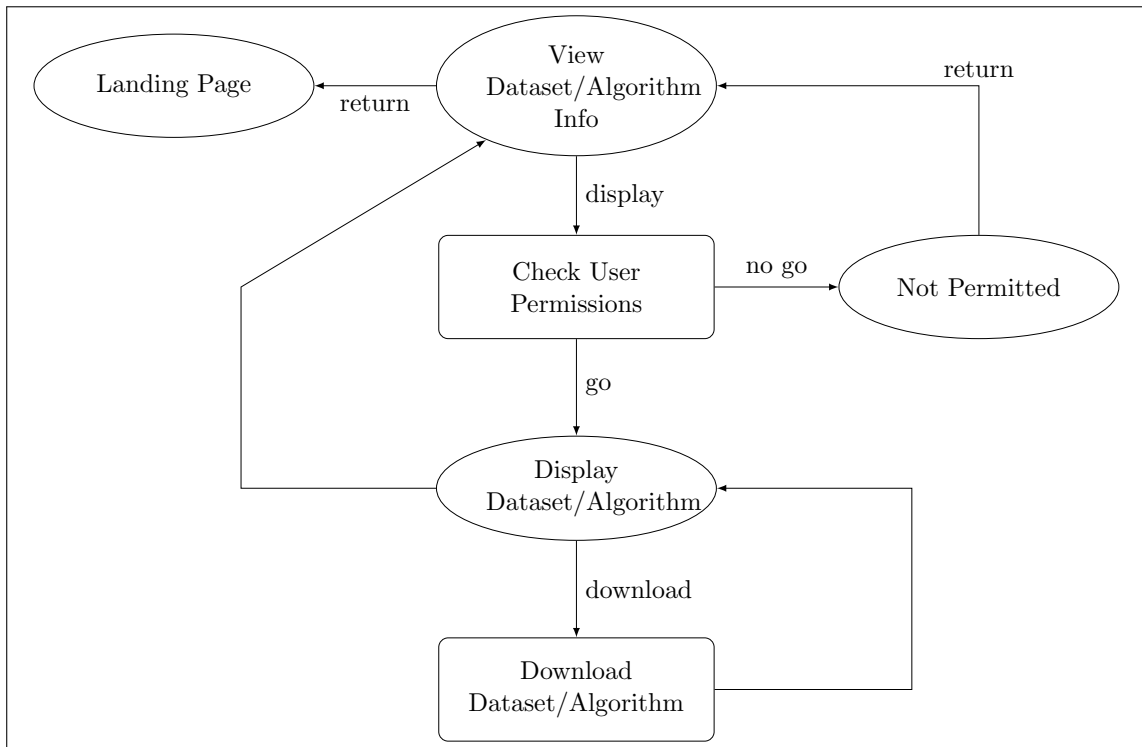 View
Dataset/Algorithm
Info
Landing Page
return
return
display
Check User
Permissions
no go
Not Permitted
go
Display
Dataset/Algorithm
download
Download
Dataset/Algorithm